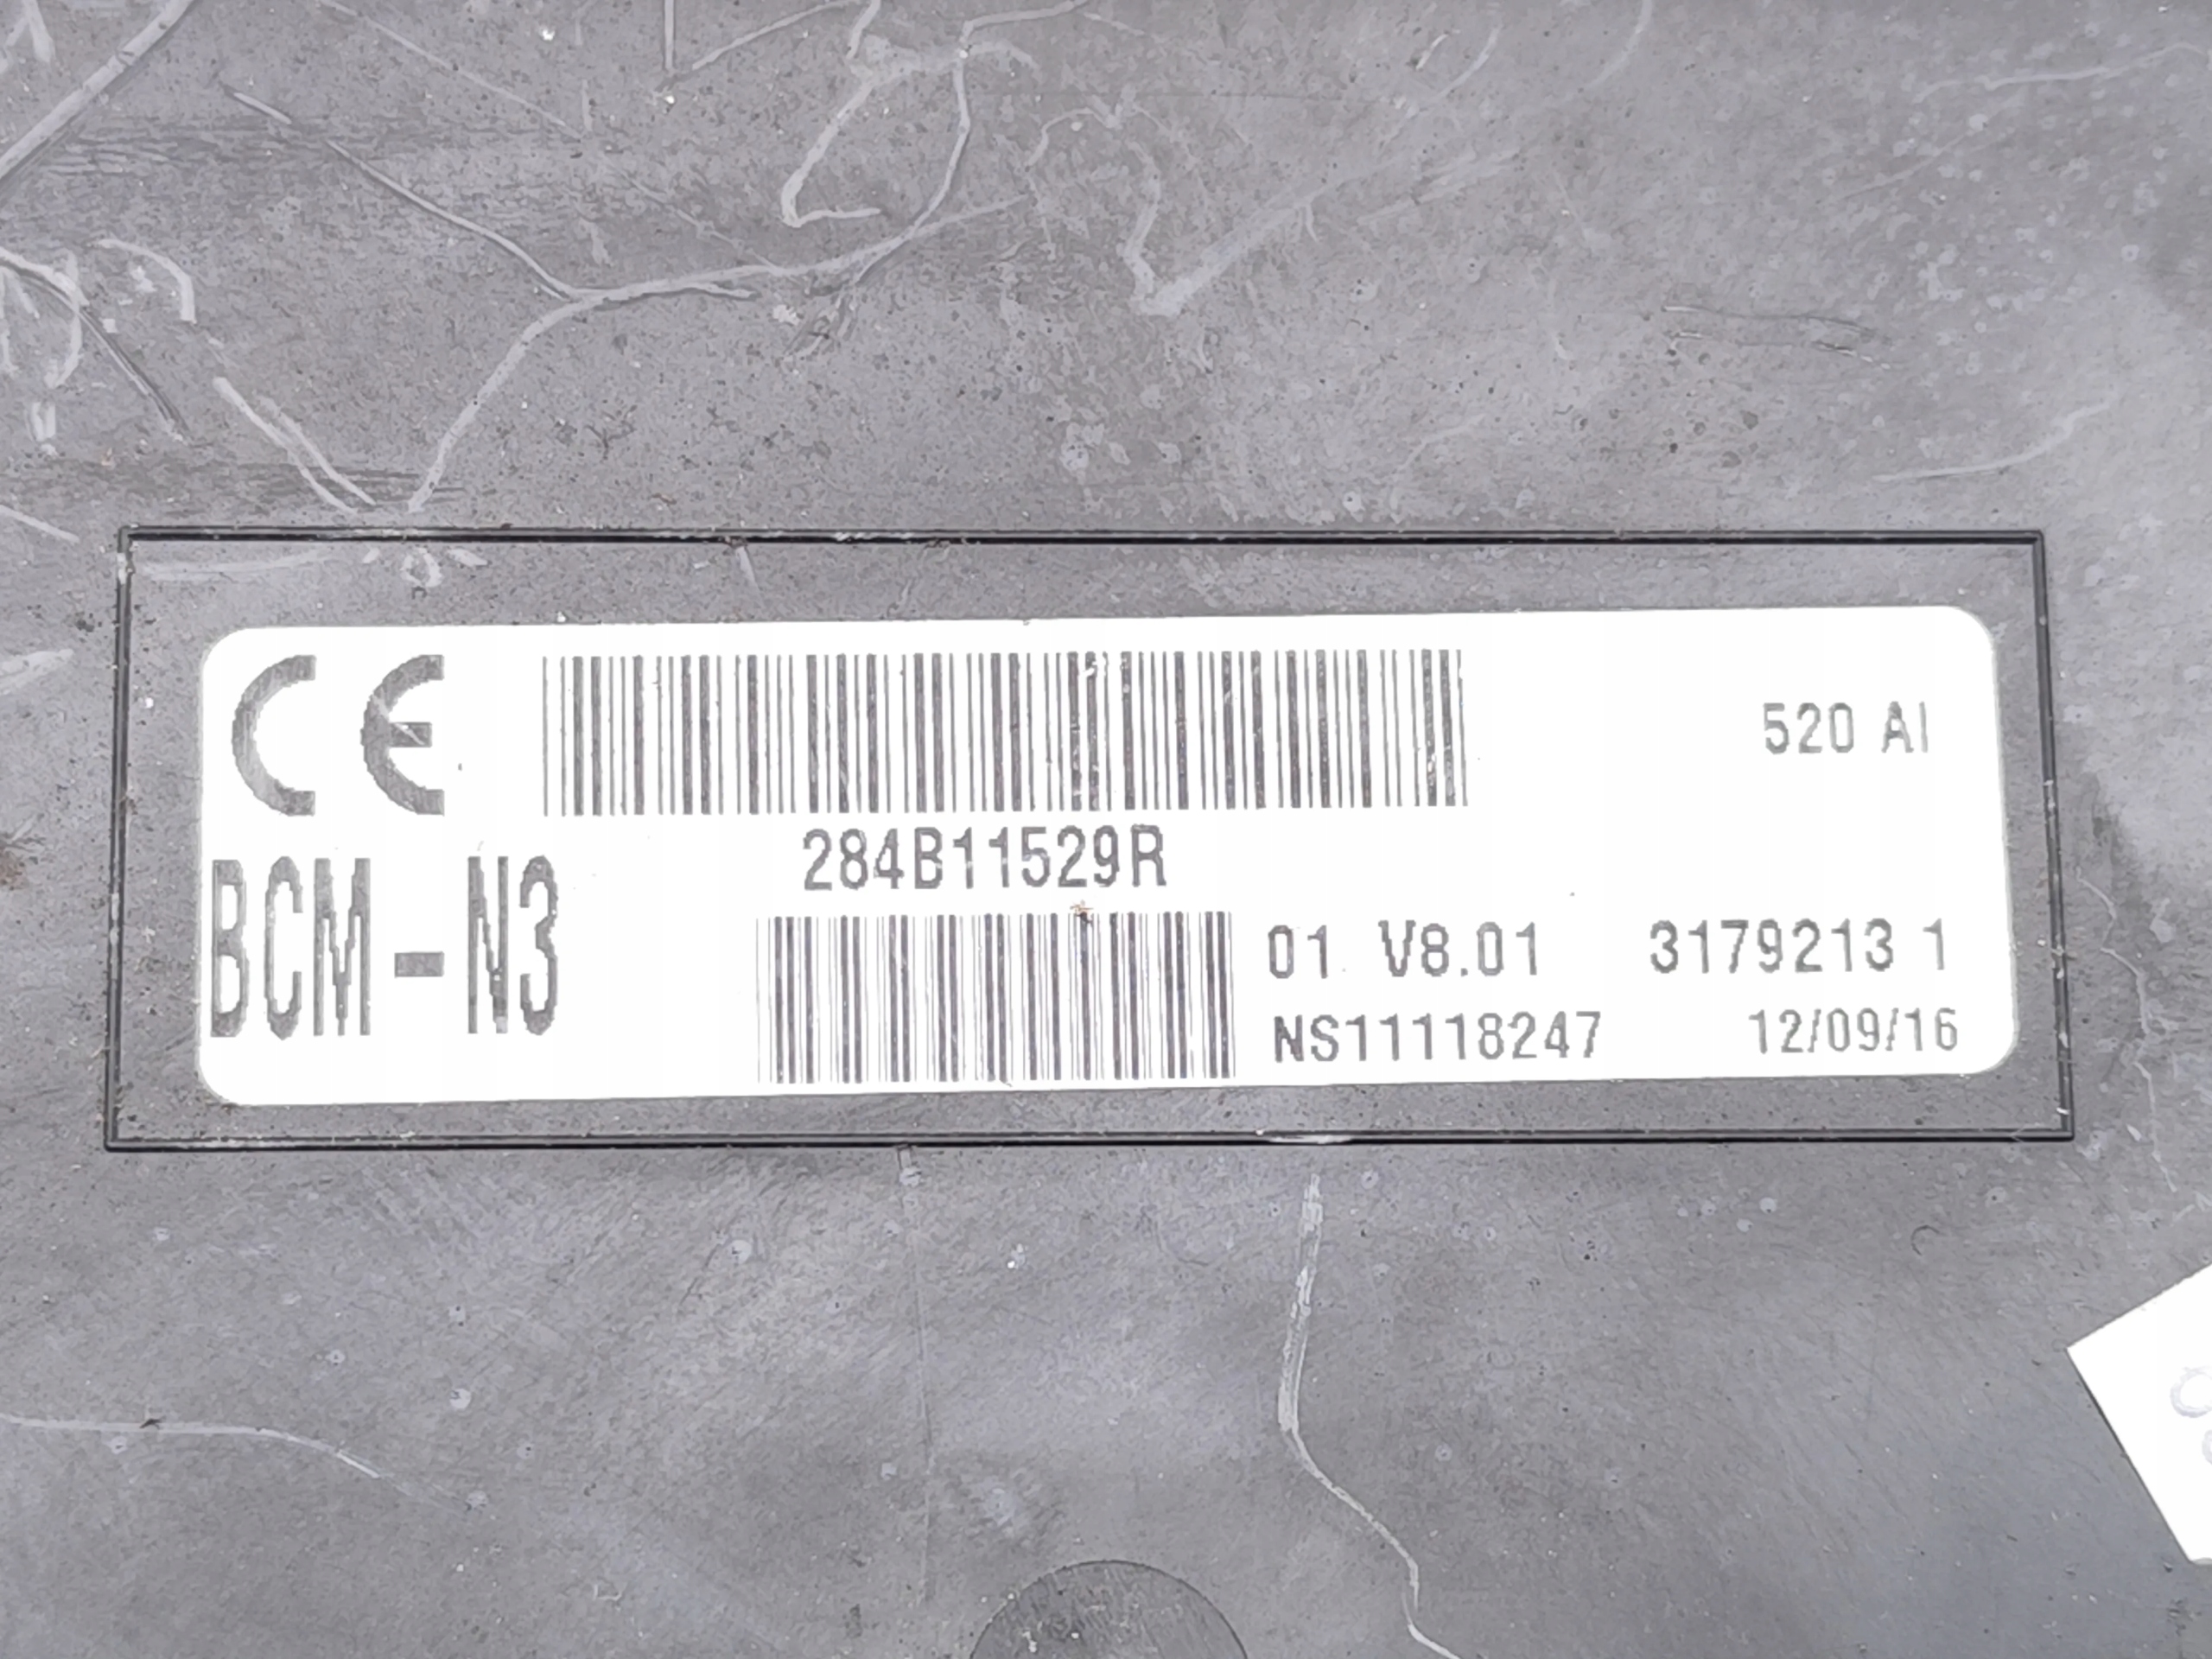 CE
520 AI
284B11529R
BCM-N3
01 V8.01 3179213 1
NS11118247 12/09/16